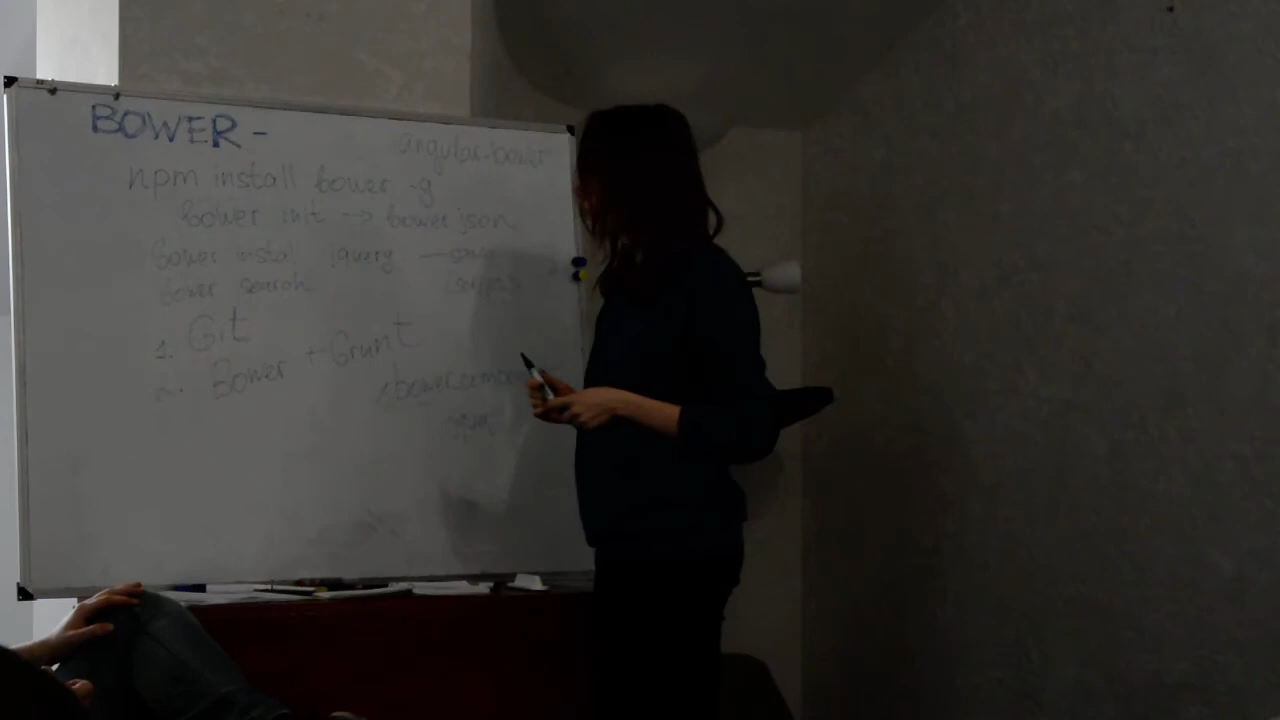 BOWER -
angular-bower
npm install bower -g
bower init -> bower.json
bower install jquery
bower search
1. Git
Bower + Grunt